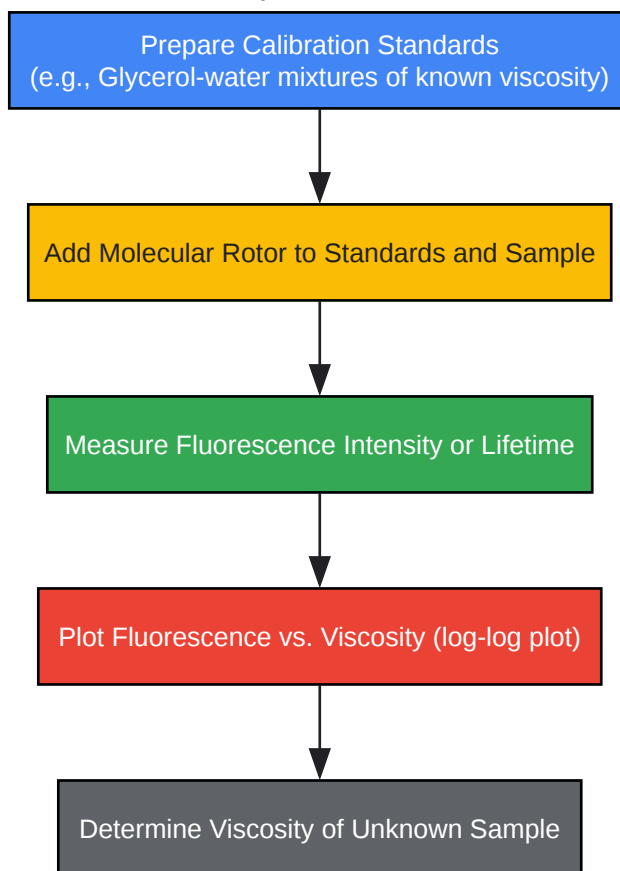 Prepare Calibration Standards
(e.g., Glycerol-water mixtures of known viscosity)
Add Molecular Rotor to Standards and Sample
Measure Fluorescence Intensity or Lifetime
Plot Fluorescence vs. Viscosity (log-log plot)
Determine Viscosity of Unknown Sample